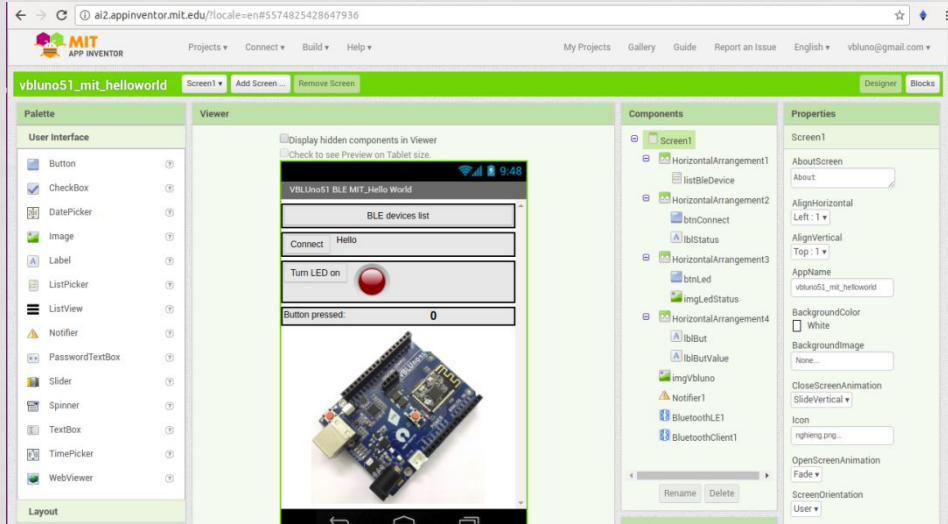 ai2.appinventor.mit.edu/?locale=en#5574825428647936
MIT
APP INVENTOR
Projects
Connect
Build
Help
My Projects
Gallery
Guide
Report an Issue
English
vbluno@gmail.com
vbluno51_mit_helloworld
Screen1
Add Screen ...
Remove Screen
Designer
Blocks
Palette
User Interface
Button
CheckBox
DatePicker
Image
Label
ListPicker
ListView
Notifier
PasswordTextBox
Slider
Spinner
TextBox
TimePicker
WebViewer
Layout
Viewer
Display hidden components in Viewer
Check to see Preview on Tablet size.
9:48
VBLUno51 BLE MIT_Hello World
BLE devices list
Connect Hello
Turn LED on
Button pressed: 0
VBLUno51
Components
Screen1
HorizontalArrangement1
listBleDevice
HorizontalArrangement2
btnConnect
lblStatus
HorizontalArrangement3
btnLed
imgLedStatus
HorizontalArrangement4
lblBut
lblButValue
imgVbluno
Notifier1
BluetoothLE1
BluetoothClient1
Rename
Delete
Properties
Screen1
AboutScreen
About
AlignHorizontal
Left : 1
AlignVertical
Top : 1
AppName
vbluno51_mit_helloworld
BackgroundColor
White
BackgroundImage
None...
CloseScreenAnimation
SlideVertical
Icon
nghieng.png...
OpenScreenAnimation
Fade
ScreenOrientation
User